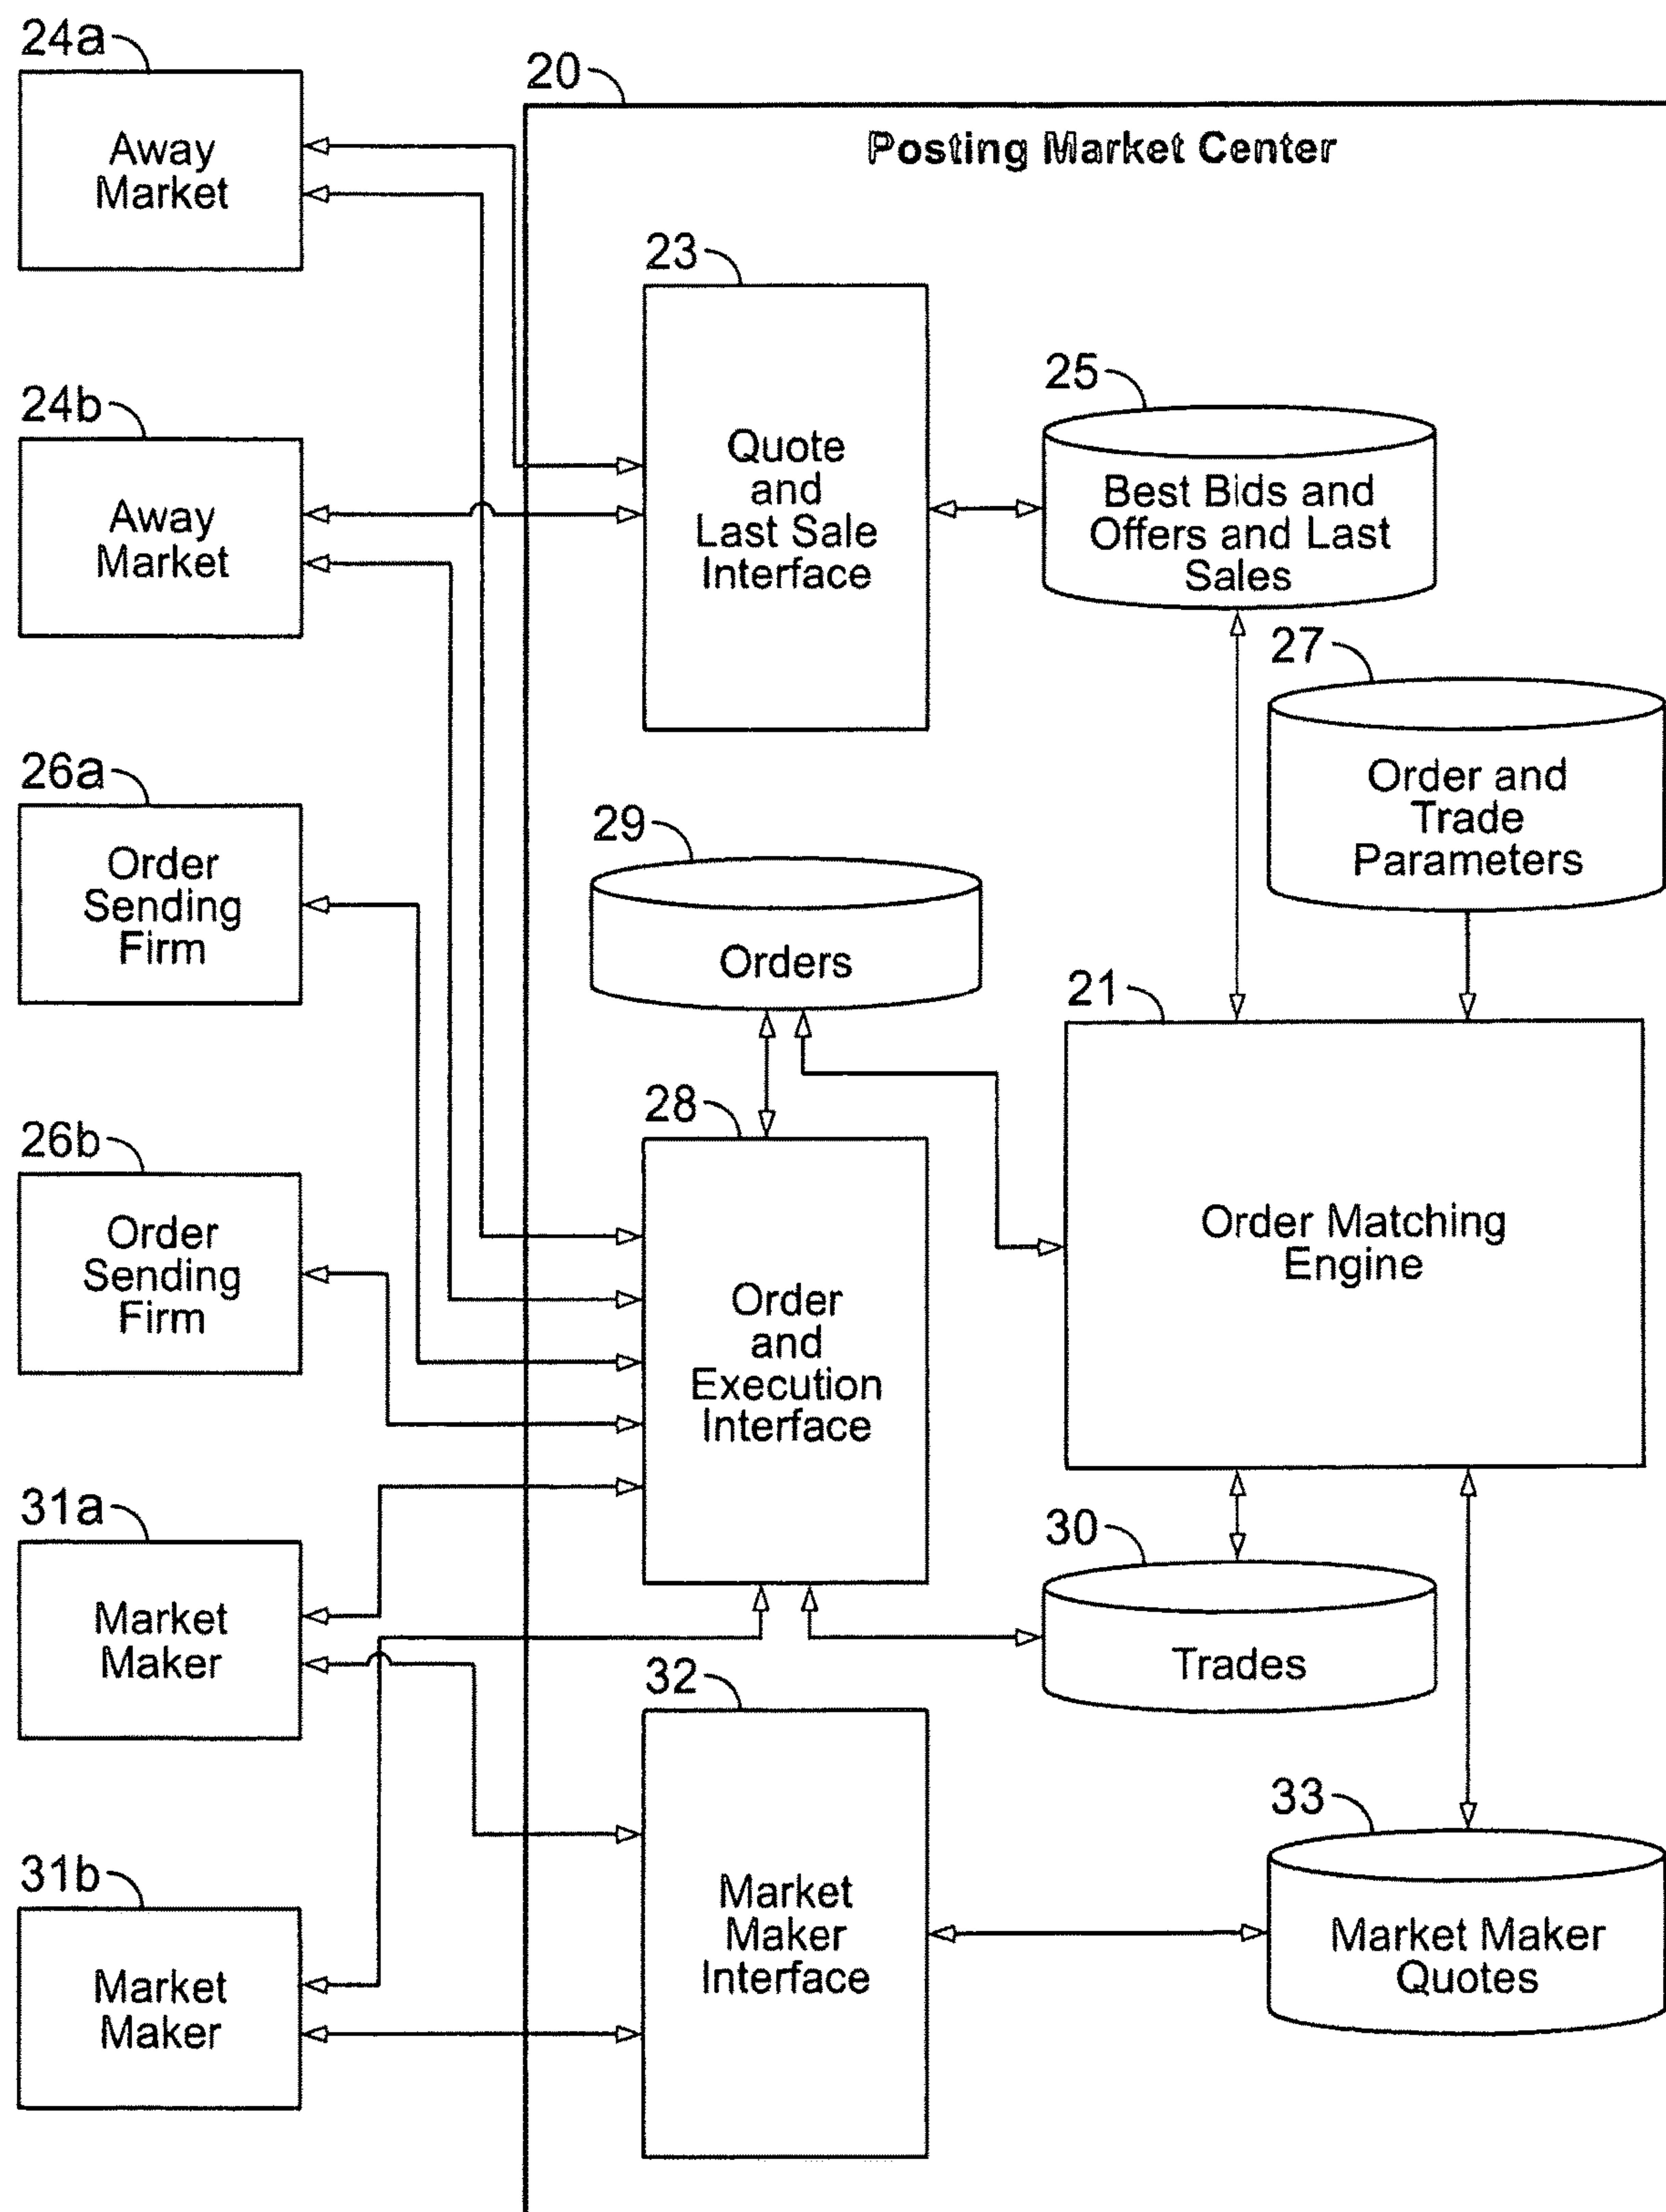 24a
Away
Market
20
Posting Market Center
23
Quote
and
Last Sale
Interface
25
Best Bids and
Offers and Last
Sales
24b
Away
Market
27
Order and
Trade
Parameters
26a
Order
Sending
Firm
29
Orders
21
Order Matching
Engine
26b
Order
Sending
Firm
28
Order
and
Execution
Interface
31a
Market
Maker
30
Trades
32
Market
Maker
Interface
33
Market Maker
Quotes
31b
Market
Maker